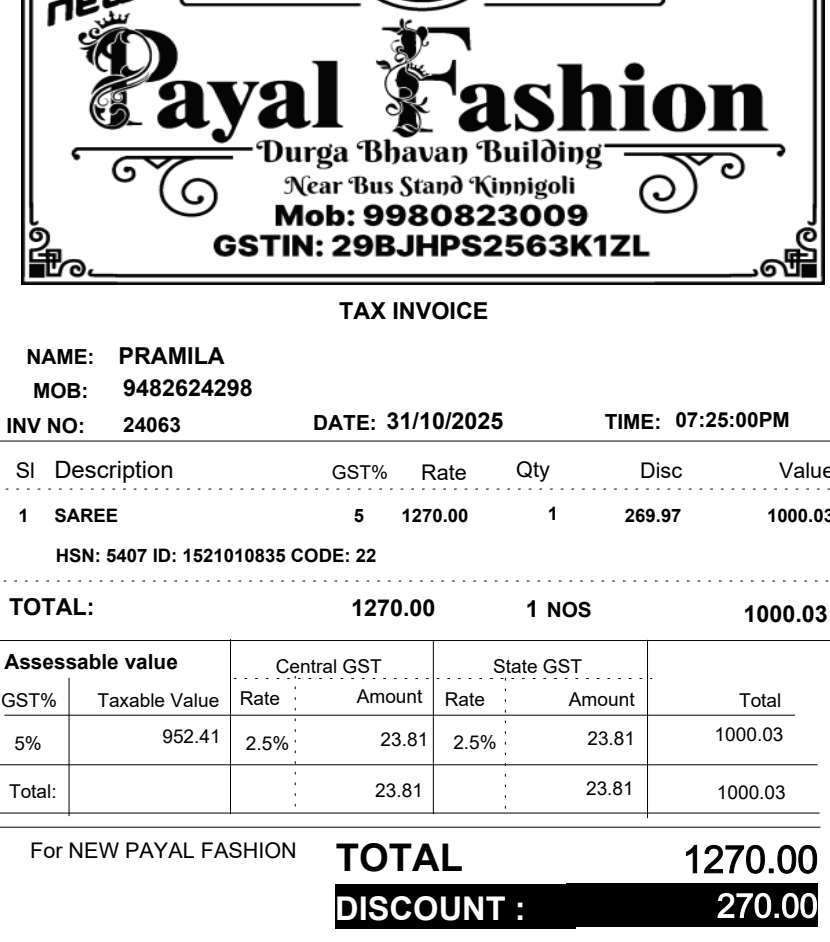 new
Payal Fashion
Durga Bhavan Building
Near Bus Stand Kinnigoli
Mob: 9980823009
GSTIN: 29BJHPS2563K1ZL
TAX INVOICE
NAME: PRAMILA
MOB: 9482624298
INV NO: 24063 DATE: 31/10/2025 TIME: 07:25:00PM
Sl Description GST% Rate Qty Disc Value
1 SAREE 5 1270.00 1 269.97 1000.03
HSN: 5407 ID: 1521010835 CODE: 22
TOTAL: 1270.00 1 NOS 1000.03
Assessable value Central GST State GST
GST% Taxable Value Rate Amount Rate Amount Total
5% 952.41 2.5% 23.81 2.5% 23.81 1000.03
Total: 23.81 23.81 1000.03
For NEW PAYAL FASHION TOTAL 1270.00
DISCOUNT : 270.00